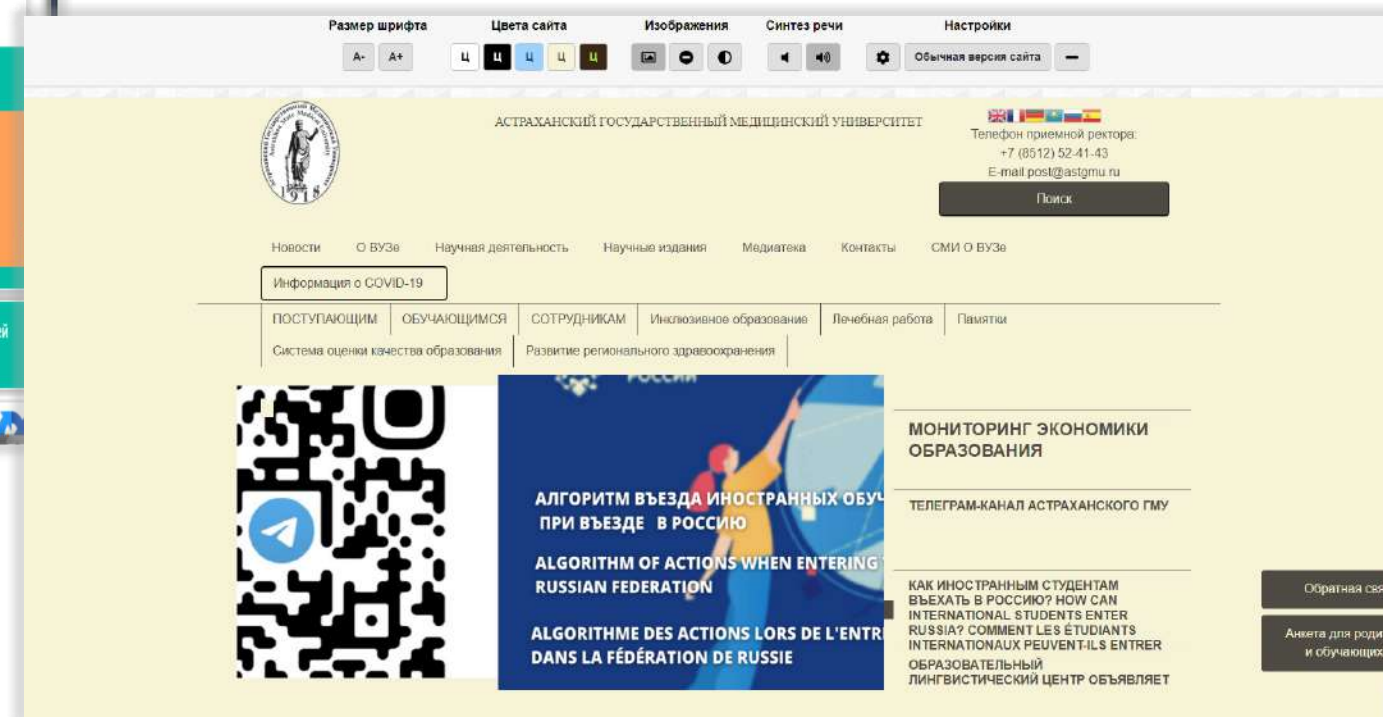 Размер шрифта Цвета сайта Изображения Синтез речи Настройки
A- A+ Ц Ц Ц Ц Ц Обычная версия сайта
АСТРАХАНСКИЙ ГОСУДАРСТВЕННЫЙ МЕДИЦИНСКИЙ УНИВЕРСИТЕТ
Телефон приемной ректора:
+7 (8512) 52-41-43
E-mail post@astgmu.ru
Поиск
1918
Новости О ВУЗе Научная деятельность Научные издания Медиатека Контакты СМИ О ВУЗе
Информация о COVID-19
ПОСТУПАЮЩИМ ОБУЧАЮЩИМСЯ СОТРУДНИКАМ Инклюзивное образование Лечебная работа Памятки
Система оценки качества образования Развитие регионального здравоохранения
РОССИИ
АЛГОРИТМ ВЪЕЗДА ИНОСТРАННЫХ ОБУЧ
ПРИ ВЪЕЗДЕ В РОССИЮ
ALGORITHM OF ACTIONS WHEN ENTERING
RUSSIAN FEDERATION
ALGORITHME DES ACTIONS LORS DE L'ENTR
DANS LA FÉDÉRATION DE RUSSIE
МОНИТОРИНГ ЭКОНОМИКИ
ОБРАЗОВАНИЯ
ТЕЛЕГРАМ-КАНАЛ АСТРАХАНСКОГО ГМУ
КАК ИНОСТРАННЫМ СТУДЕНТАМ
ВЪЕХАТЬ В РОССИЮ? HOW CAN
INTERNATIONAL STUDENTS ENTER
RUSSIA? COMMENT LES ÉTUDIANTS
INTERNATIONAUX PEUVENT-ILS ENTRER
ОБРАЗОВАТЕЛЬНЫЙ
ЛИНГВИСТИЧЕСКИЙ ЦЕНТР ОБЪЯВЛЯЕТ
Обратная свя
Анкета для роди
и обучающих
ей